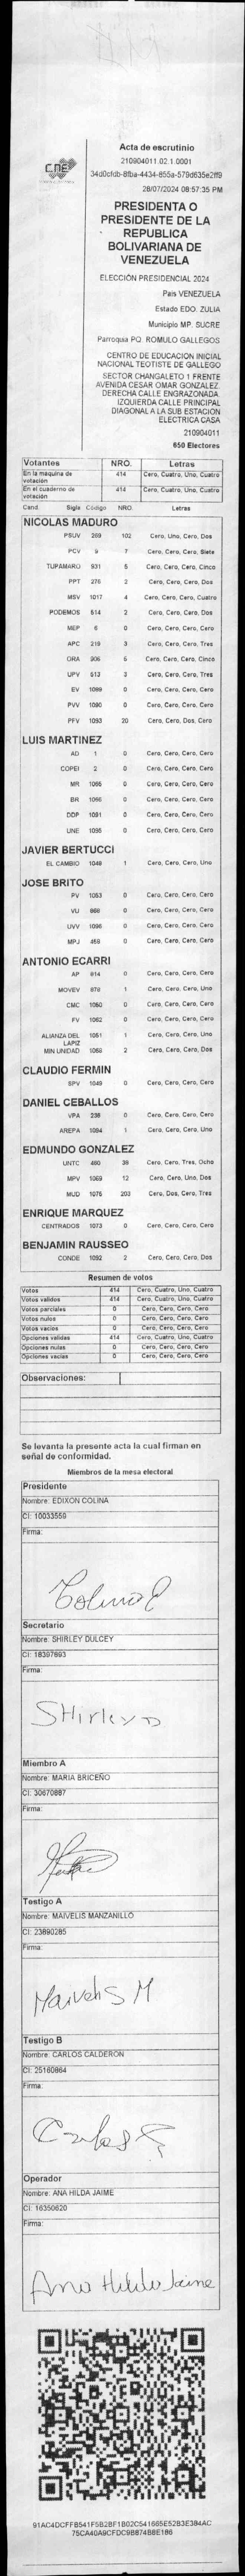 CNE
Acta de escrutinio
210904011.02.1.0001
34d0cfdb-8fba-4434-855a-579d635e2ff9
28/07/2024 08:57:35 PM
PRESIDENTA O
PRESIDENTE DE LA
REPUBLICA
BOLIVARIANA DE
VENEZUELA
ELECCIÓN PRESIDENCIAL 2024
Pais VENEZUELA
Estado EDO. ZULIA
Municipio MP. SUCRE
Parroquia PQ. ROMULO GALLEGOS
CENTRO DE EDUCACION INICIAL
NACIONAL TEOTISTE DE GALLEGO
SECTOR CHANGALETO 1 FRENTE
AVENIDA CESAR OMAR GONZALEZ.
DERECHA CALLE ENGRAZONADA.
IZQUIERDA CALLE PRINCIPAL
DIAGONAL A LA SUB ESTACION
ELECTRICA CASA
210904011
650 Electores
Votantes NRO. Letras
En la maquina de votación 414 Cero, Cuatro, Uno, Cuatro
En el cuaderno de votación 414 Cero, Cuatro, Uno, Cuatro
Cand. Sigla Código NRO. Letras
NICOLAS MADURO
PSUV 269 102 Cero, Uno, Cero, Dos
PCV 9 7 Cero, Cero, Cero, Siete
TUPAMARO 931 5 Cero, Cero, Cero, Cinco
PPT 276 2 Cero, Cero, Cero, Dos
MSV 1017 4 Cero, Cero, Cero, Cuatro
PODEMOS 514 2 Cero, Cero, Cero, Dos
MEP 6 0 Cero, Cero, Cero, Cero
APC 219 3 Cero, Cero, Cero, Tres
ORA 906 5 Cero, Cero, Cero, Cinco
UPV 513 3 Cero, Cero, Cero, Tres
EV 1089 0 Cero, Cero, Cero, Cero
PVV 1090 0 Cero, Cero, Cero, Cero
PFV 1093 20 Cero, Cero, Dos, Cero
LUIS MARTINEZ
AD 1 0 Cero, Cero, Cero, Cero
COPEI 2 0 Cero, Cero, Cero, Cero
MR 1055 0 Cero, Cero, Cero, Cero
BR 1056 0 Cero, Cero, Cero, Cero
DDP 1091 0 Cero, Cero, Cero, Cero
UNE 1095 0 Cero, Cero, Cero, Cero
JAVIER BERTUCCI
EL CAMBIO 1048 1 Cero, Cero, Cero, Uno
JOSE BRITO
PV 1053 0 Cero, Cero, Cero, Cero
VU 868 0 Cero, Cero, Cero, Cero
UVV 1096 0 Cero, Cero, Cero, Cero
MPJ 458 0 Cero, Cero, Cero, Cero
ANTONIO ECARRI
AP 814 0 Cero, Cero, Cero, Cero
MOVEV 878 1 Cero, Cero, Cero, Uno
CMC 1050 0 Cero, Cero, Cero, Cero
FV 1062 0 Cero, Cero, Cero, Cero
ALIANZA DEL LAPIZ 1051 1 Cero, Cero, Cero, Uno
MIN UNIDAD 1058 2 Cero, Cero, Cero, Dos
CLAUDIO FERMIN
SPV 1049 0 Cero, Cero, Cero, Cero
DANIEL CEBALLOS
VPA 238 0 Cero, Cero, Cero, Cero
AREPA 1094 1 Cero, Cero, Cero, Uno
EDMUNDO GONZALEZ
UNTC 460 38 Cero, Cero, Tres, Ocho
MPV 1069 12 Cero, Cero, Uno, Dos
MUD 1075 203 Cero, Dos, Cero, Tres
ENRIQUE MARQUEZ
CENTRADOS 1073 0 Cero, Cero, Cero, Cero
BENJAMIN RAUSSEO
CONDE 1092 2 Cero, Cero, Cero, Dos
Resumen de votos
Votos 414 Cero, Cuatro, Uno, Cuatro
Votos validos 414 Cero, Cuatro, Uno, Cuatro
Votos parciales 0 Cero, Cero, Cero, Cero
Votos nulos 0 Cero, Cero, Cero, Cero
Votos vacios 0 Cero, Cero, Cero, Cero
Opciones validas 414 Cero, Cuatro, Uno, Cuatro
Opciones nulas 0 Cero, Cero, Cero, Cero
Opciones vacias 0 Cero, Cero, Cero, Cero
Observaciones:
Se levanta la presente acta la cual firman en
señal de conformidad.
Miembros de la mesa electoral
Presidente
Nombre: EDIXON COLINA
CI: 10033559
Firma:
Secretario
Nombre: SHIRLEY DULCEY
CI: 18397893
Firma:
Shirley D
Miembro A
Nombre: MARIA BRICEÑO
CI: 30670887
Firma:
Testigo A
Nombre: MAIVELIS MANZANILLO
CI: 23890285
Firma:
Maivelis M
Testigo B
Nombre: CARLOS CALDERON
CI: 25160864
Firma:
Carlos
Operador
Nombre: ANA HILDA JAIME
CI: 16350620
Firma:
Ana Hilda Jaime
91AC4DCFFB541F5B2BF1B02C541665E52B3E384AC
75CA40A9CFDC9B874B8E186